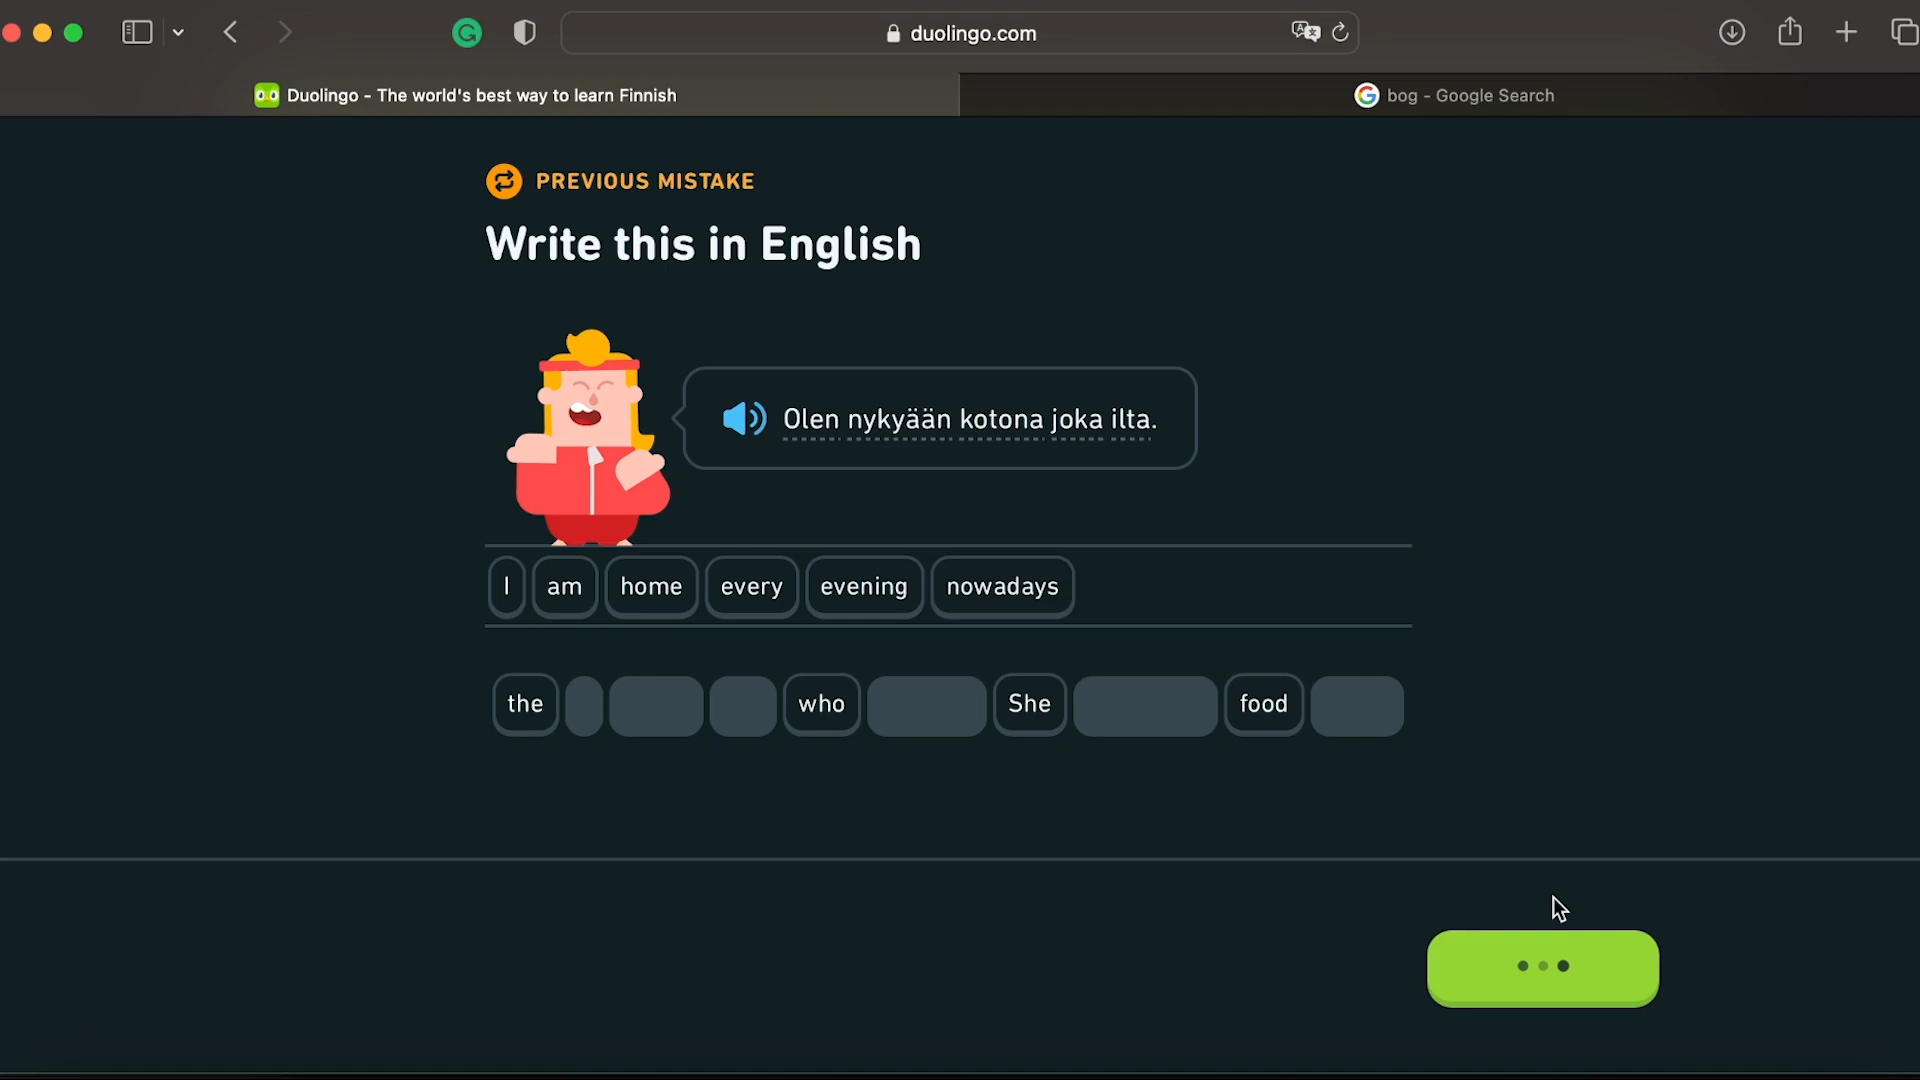 duolingo.com
Duolingo - The world's best way to learn Finnish
bog - Google Search
PREVIOUS MISTAKE
Write this in English
Olen nykyään kotona joka ilta.
I am home every evening nowadays
the who She food